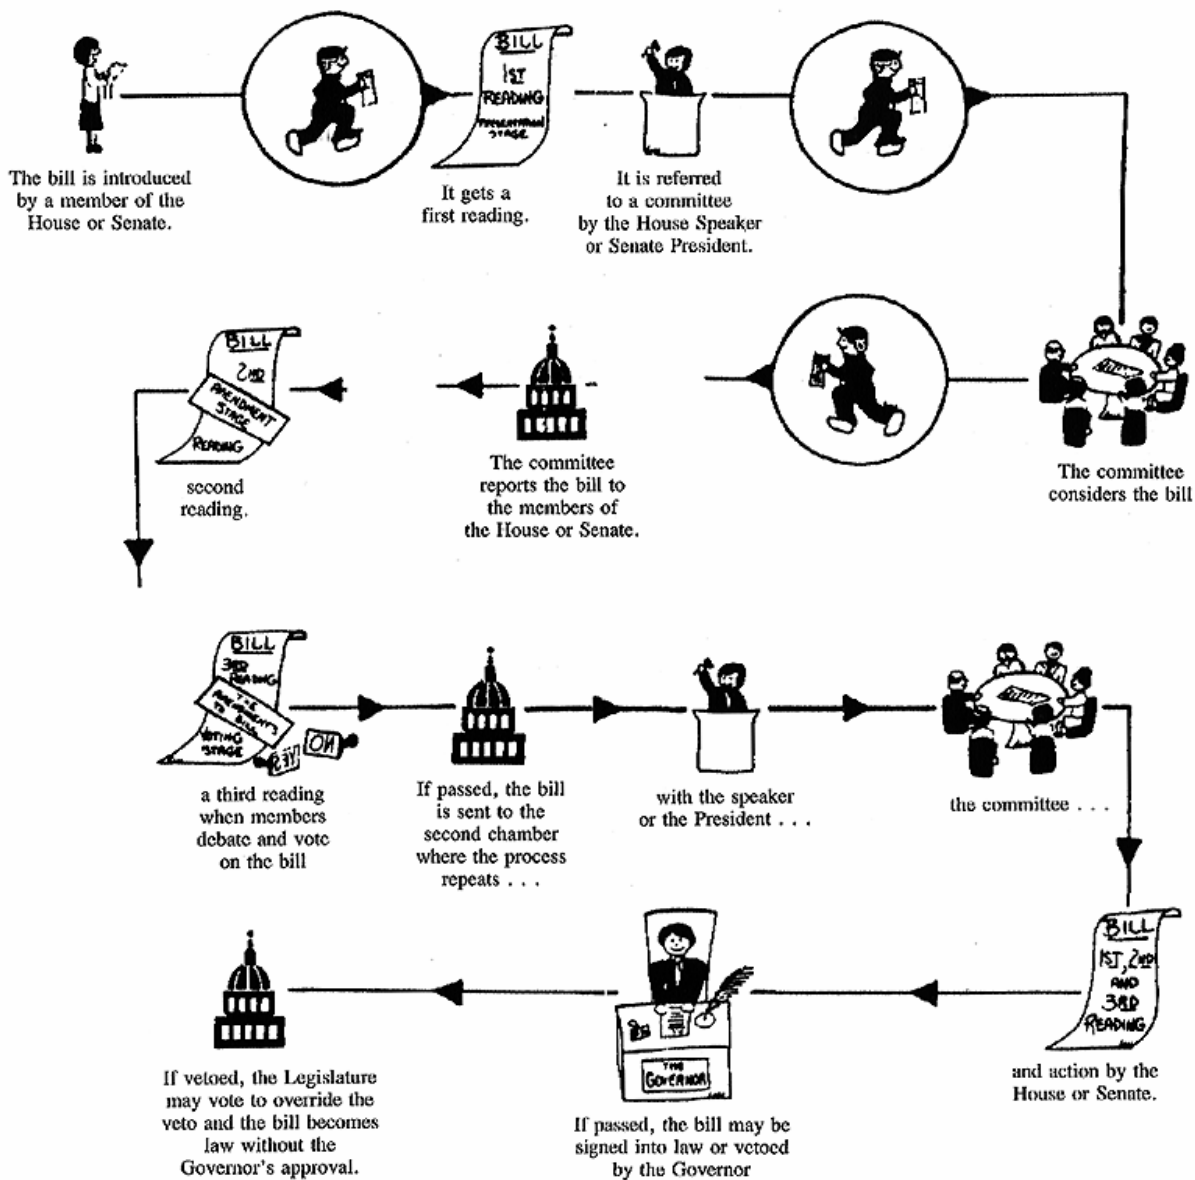 BILL
1ST
READING
PRESENTATION
STAGE
The bill is introduced
by a member of the
House or Senate.
It gets a
first reading.
It is referred
to a committee
by the House Speaker
or Senate President.
BILL
2ND
AMENDMENT
STAGE
READING
second
reading.
The committee
reports the bill to
the members of
the House or Senate.
The committee
considers the bill
BILL
3RD
READING
THE
AMENDMENTS
TO
VOTING
STAGE
YES
NO
a third reading
when members
debate and vote
on the bill
If passed, the bill
is sent to the
second chamber
where the process
repeats . . .
with the speaker
or the President . . .
the committee . . .
BILL
1ST, 2ND
AND
3RD
READING
and action by the
House or Senate.
THE
GOVERNOR
If passed, the bill may be
signed into law or vetoed
by the Governor
If vetoed, the Legislature
may vote to override the
veto and the bill becomes
law without the
Governor's approval.